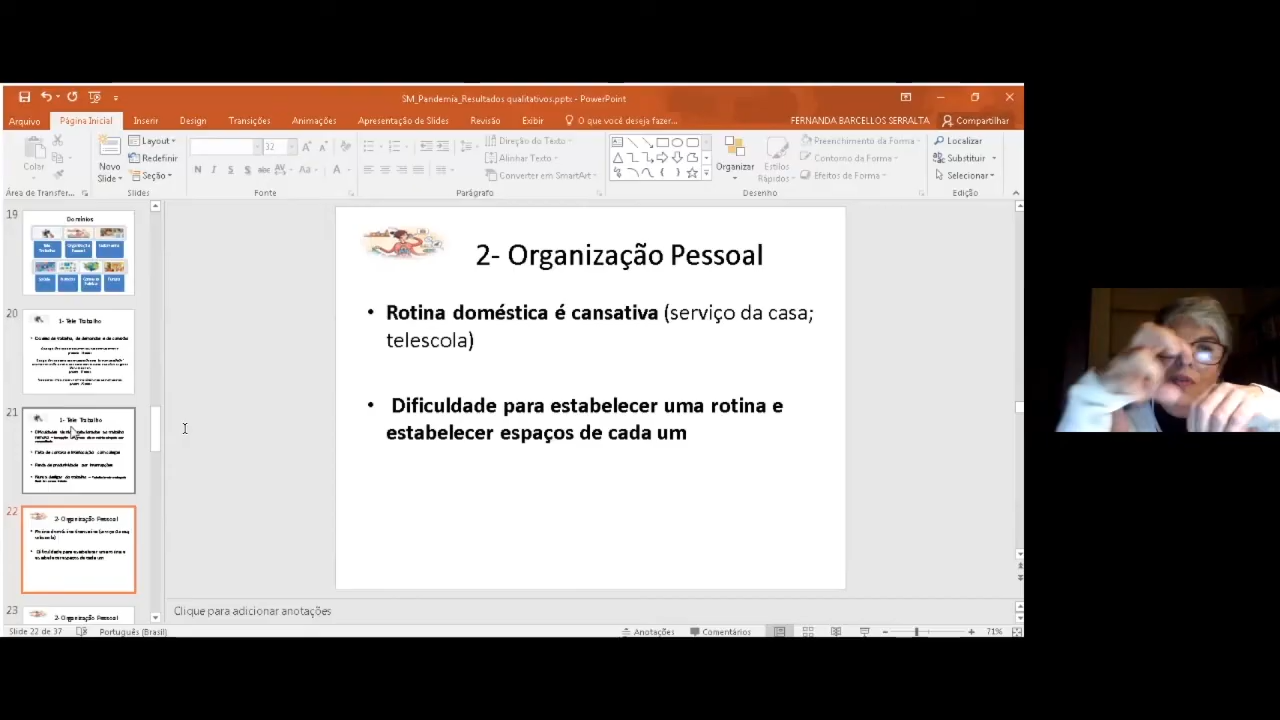 SM_Pandemia_Resultados qualitativos.pptx - PowerPoint
Arquivo Página Inicial Inserir Design Transições Animações Apresentação de Slides Revisão Exibir O que você deseja fazer... FERNANDA BARCELLOS SERRALTA Compartilhar
Colar
Novo Slide
Layout
Redefinir
Seção
32
N I S
Direção do Texto
Alinhar Texto
Converter em SmartArt
Organizar
Estilos Rápidos
Preenchimento da Forma
Contorno da Forma
Efeitos de Forma
Localizar
Substituir
Selecionar
Área de Transfer... Slides Fonte Parágrafo Desenho Edição
19
Domínios
20
1- Tele Trabalho
21
1- Tele Trabalho
22
2- Organização Pessoal
23
2- Organização Pessoal
2- Organização Pessoal
• Rotina doméstica é cansativa (serviço da casa;
telescola)
• Dificuldade para estabelecer uma rotina e
estabelecer espaços de cada um
Clique para adicionar anotações
Slide 22 de 37 Português (Brasil) Anotações Comentários 71%